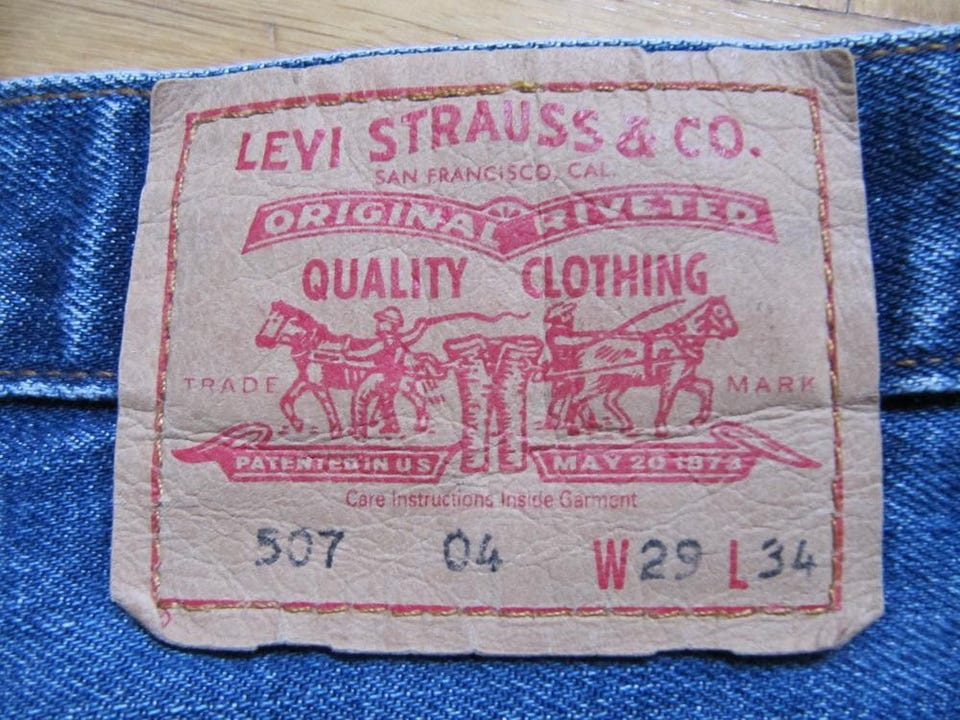 LEVI STRAUSS & CO.
SAN FRANCISCO, CAL.
ORIGINAL RIVETED
QUALITY CLOTHING
TRADE MARK
PATENTED IN US MAY 20 1873
Care Instructions Inside Garment
507 04 W29 L34